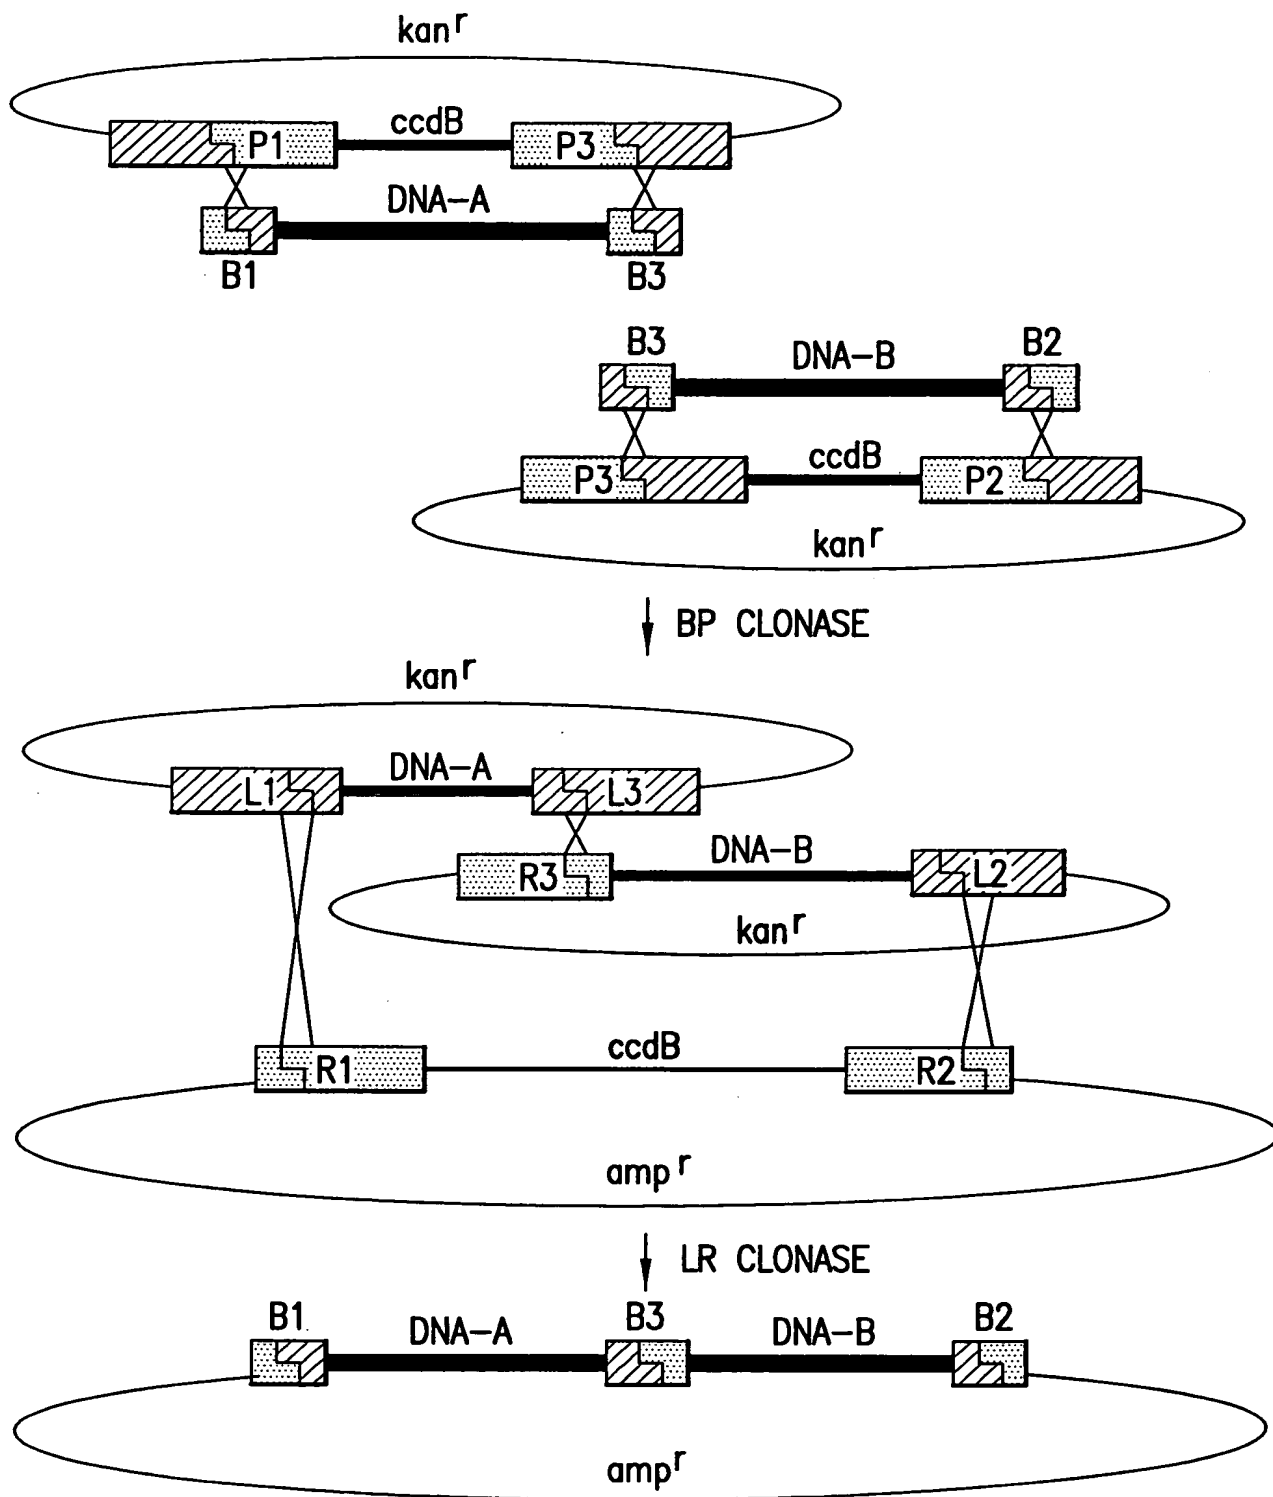 kan^r
ccdB
P1 P3
DNA-A
B1 B3
B3 DNA-B B2
ccdB
P3 P2
kan^r
BP CLONASE
kan^r
DNA-A
L1 L3
DNA-B
R3 L2
kan^r
ccdB
R1 R2
amp^r
LR CLONASE
B1 DNA-A B3 DNA-B B2
amp^r